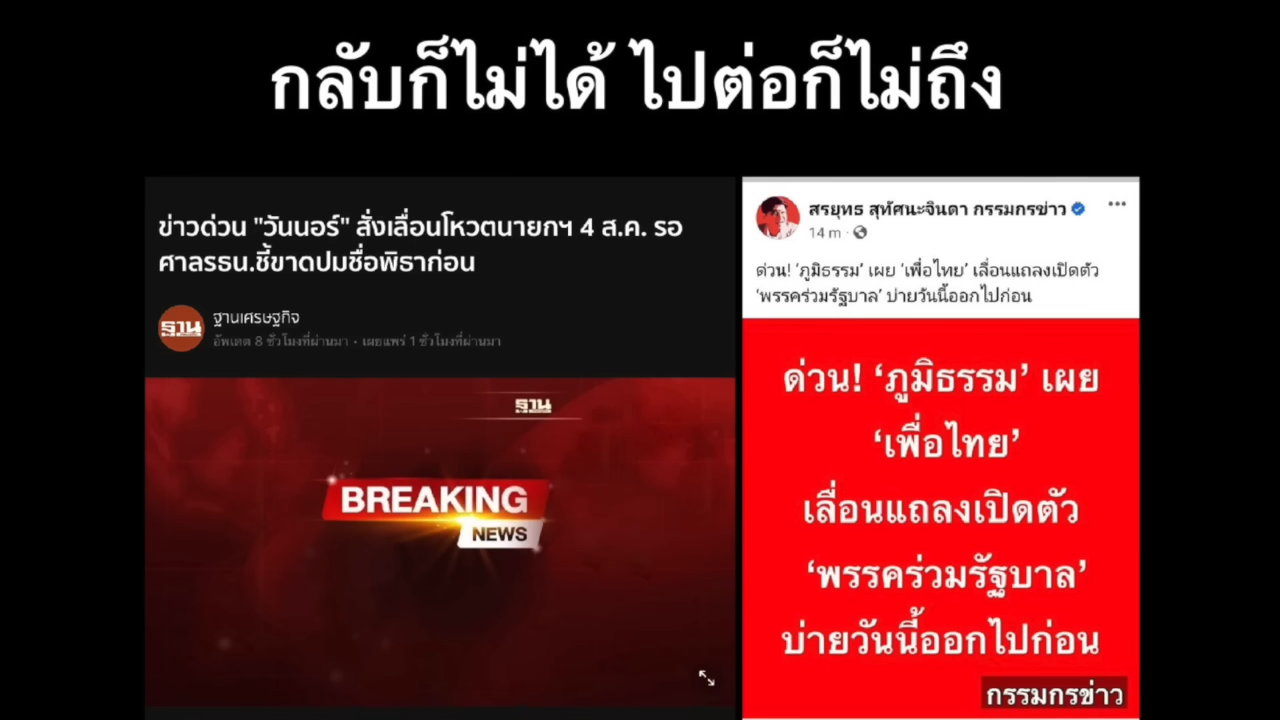 กลับก็ไม่ได้ ไปต่อก็ไม่ถึง
ข่าวด่วน "วันนอร์" สั่งเลื่อนโหวตนายกฯ 4 ส.ค. รอ
ศาลรธน.ชี้ขาดปมชื่อพิธาก่อน
ฐาน
ฐานเศรษฐกิจ
อัพเดต 8 ชั่วโมงที่ผ่านมา • เผยแพร่ 1 ชั่วโมงที่ผ่านมา
ฐาน
BREAKING
NEWS
สรยุทธ สุทัศนะจินดา กรรมกรข่าว
14 m ·
ด่วน! ‘ภูมิธรรม’ เผย ‘เพื่อไทย’ เลื่อนแถลงเปิดตัว
‘พรรคร่วมรัฐบาล’ บ่ายวันนี้ออกไปก่อน
ด่วน! ‘ภูมิธรรม’ เผย
‘เพื่อไทย’
เลื่อนแถลงเปิดตัว
‘พรรคร่วมรัฐบาล’
บ่ายวันนี้ออกไปก่อน
กรรมกรข่าว